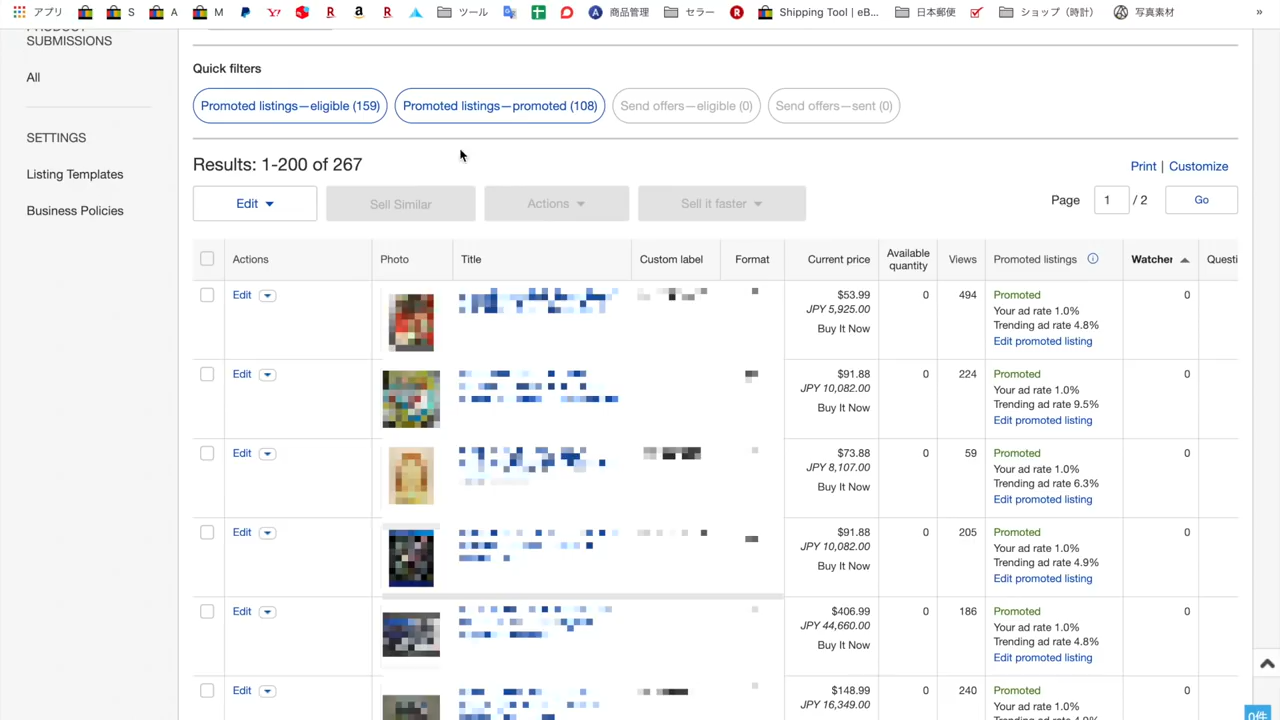 アプリ S A M ツール 商品管理 セラー Shipping Tool | eB... 日本郵便 ショップ（時計） 写真素材 »
SUBMISSIONS
All
SETTINGS
Listing Templates
Business Policies
Quick filters
Promoted listings—eligible (159) Promoted listings—promoted (108) Send offers—eligible (0) Send offers—sent (0)
Results: 1-200 of 267
Print | Customize
Edit Sell Similar Actions Sell it faster Page 1 / 2 Go
Actions Photo Title Custom label Format Current price Available quantity Views Promoted listings Watcher Questi
Edit $53.99 0 494 Promoted 0
JPY 5,925.00 Your ad rate 1.0%
Buy It Now Trending ad rate 4.8%
Edit promoted listing
Edit $91.88 0 224 Promoted 0
JPY 10,082.00 Your ad rate 1.0%
Buy It Now Trending ad rate 9.5%
Edit promoted listing
Edit $73.88 0 59 Promoted 0
JPY 8,107.00 Your ad rate 1.0%
Buy It Now Trending ad rate 6.3%
Edit promoted listing
Edit $91.88 0 205 Promoted 0
JPY 10,082.00 Your ad rate 1.0%
Buy It Now Trending ad rate 4.9%
Edit promoted listing
Edit $406.99 0 186 Promoted 0
JPY 44,660.00 Your ad rate 1.0%
Buy It Now Trending ad rate 4.8%
Edit promoted listing
Edit $148.99 0 240 Promoted 0
JPY 16,349.00 Your ad rate 1.0%
0件